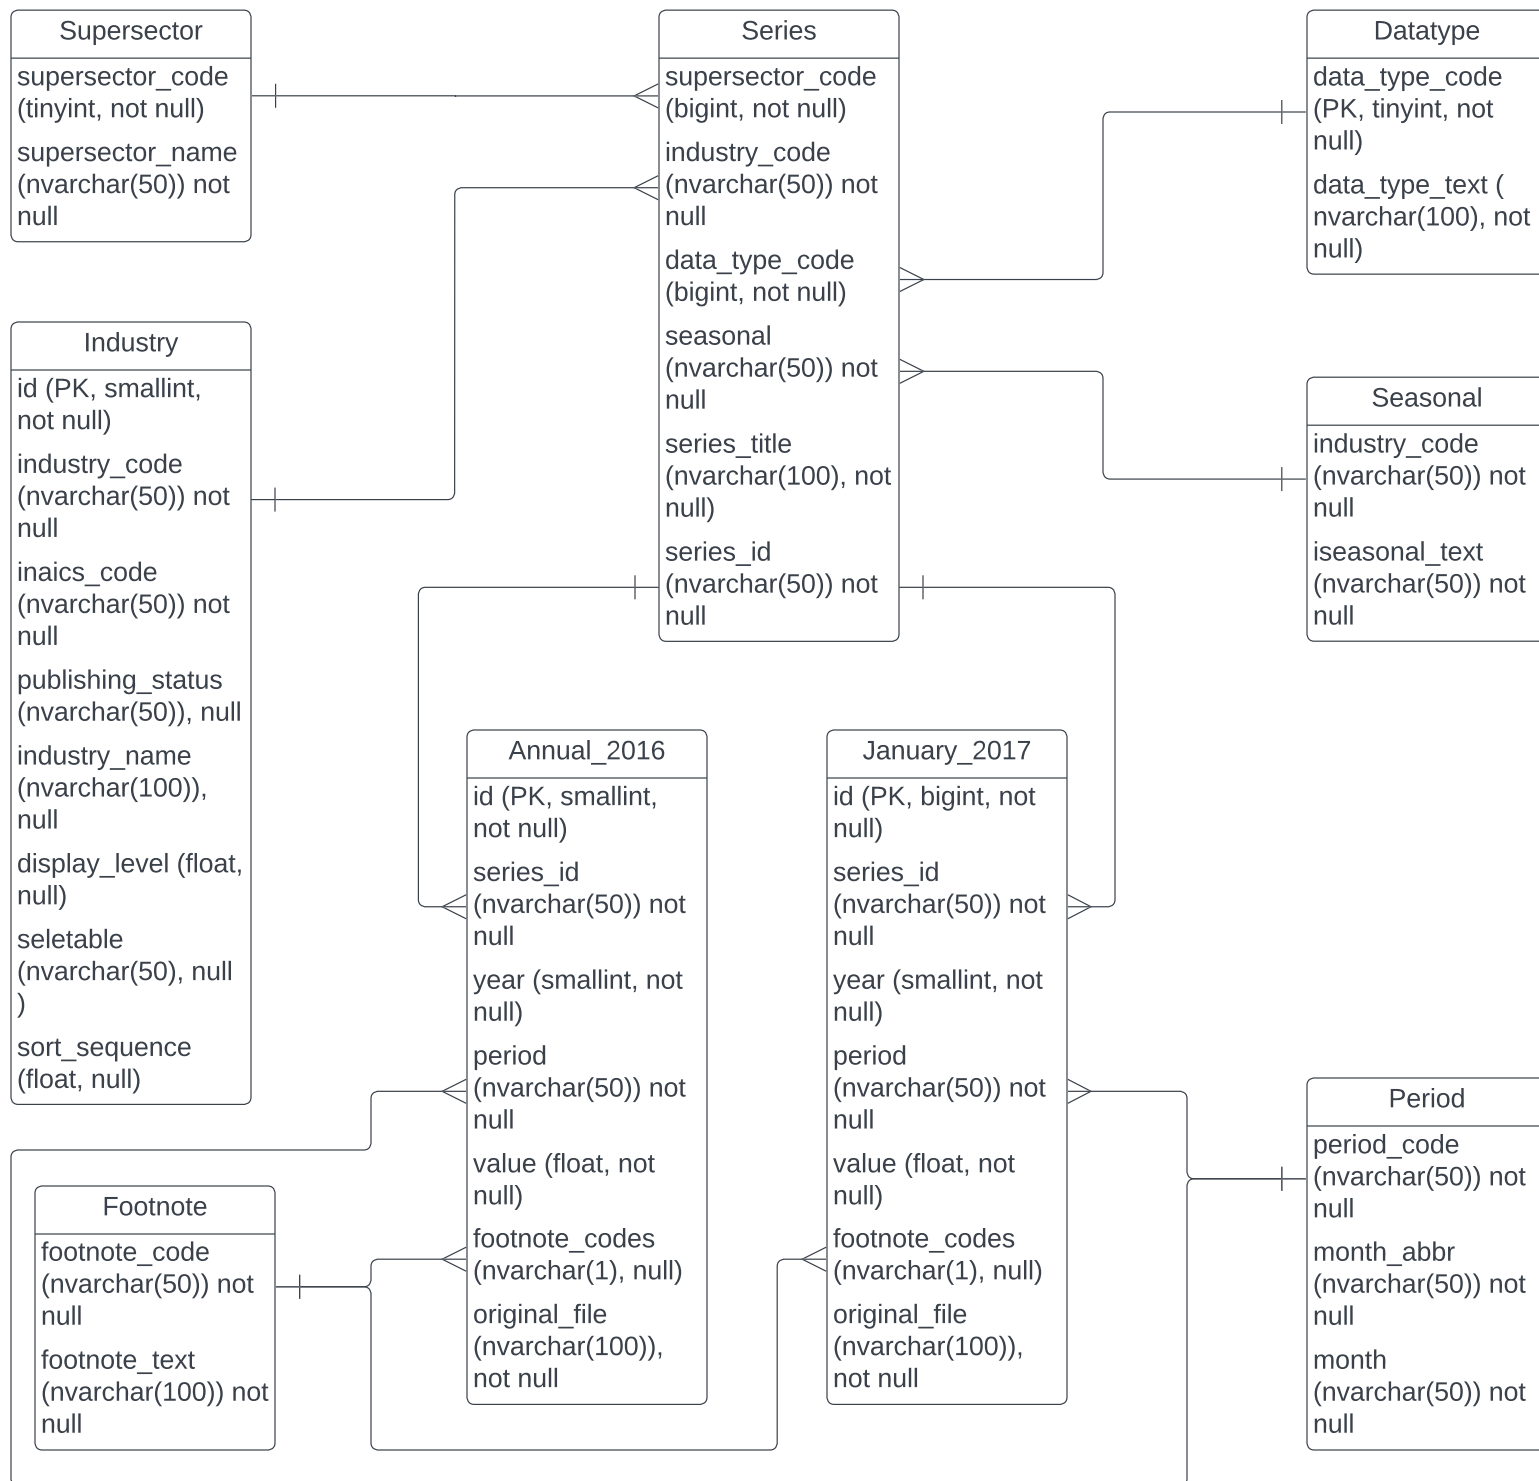 Supersector
supersector_code
(tinyint, not null)
supersector_name
(nvarchar(50)) not
null
Series
supersector_code
(bigint, not null)
industry_code
(nvarchar(50)) not
null
data_type_code
(bigint, not null)
seasonal
(nvarchar(50)) not
null
series_title
(nvarchar(100), not
null)
series_id
(nvarchar(50)) not
null
Datatype
data_type_code
(PK, tinyint, not
null)
data_type_text (
nvarchar(100), not
null)
Industry
id (PK, smallint,
not null)
industry_code
(nvarchar(50)) not
null
inaics_code
(nvarchar(50)) not
null
publishing_status
(nvarchar(50)), null
industry_name
(nvarchar(100)),
null
display_level (float,
null)
seletable
(nvarchar(50), null
)
sort_sequence
(float, null)
Seasonal
industry_code
(nvarchar(50)) not
null
iseasonal_text
(nvarchar(50)) not
null
Annual_2016
id (PK, smallint,
not null)
series_id
(nvarchar(50)) not
null
year (smallint, not
null)
period
(nvarchar(50)) not
null
value (float, not
null)
footnote_codes
(nvarchar(1), null)
original_file
(nvarchar(100)),
not null
January_2017
id (PK, bigint, not
null)
series_id
(nvarchar(50)) not
null
year (smallint, not
null)
period
(nvarchar(50)) not
null
value (float, not
null)
footnote_codes
(nvarchar(1), null)
original_file
(nvarchar(100)),
not null
Footnote
footnote_code
(nvarchar(50)) not
null
footnote_text
(nvarchar(100)) not
null
Period
period_code
(nvarchar(50)) not
null
month_abbr
(nvarchar(50)) not
null
month
(nvarchar(50)) not
null